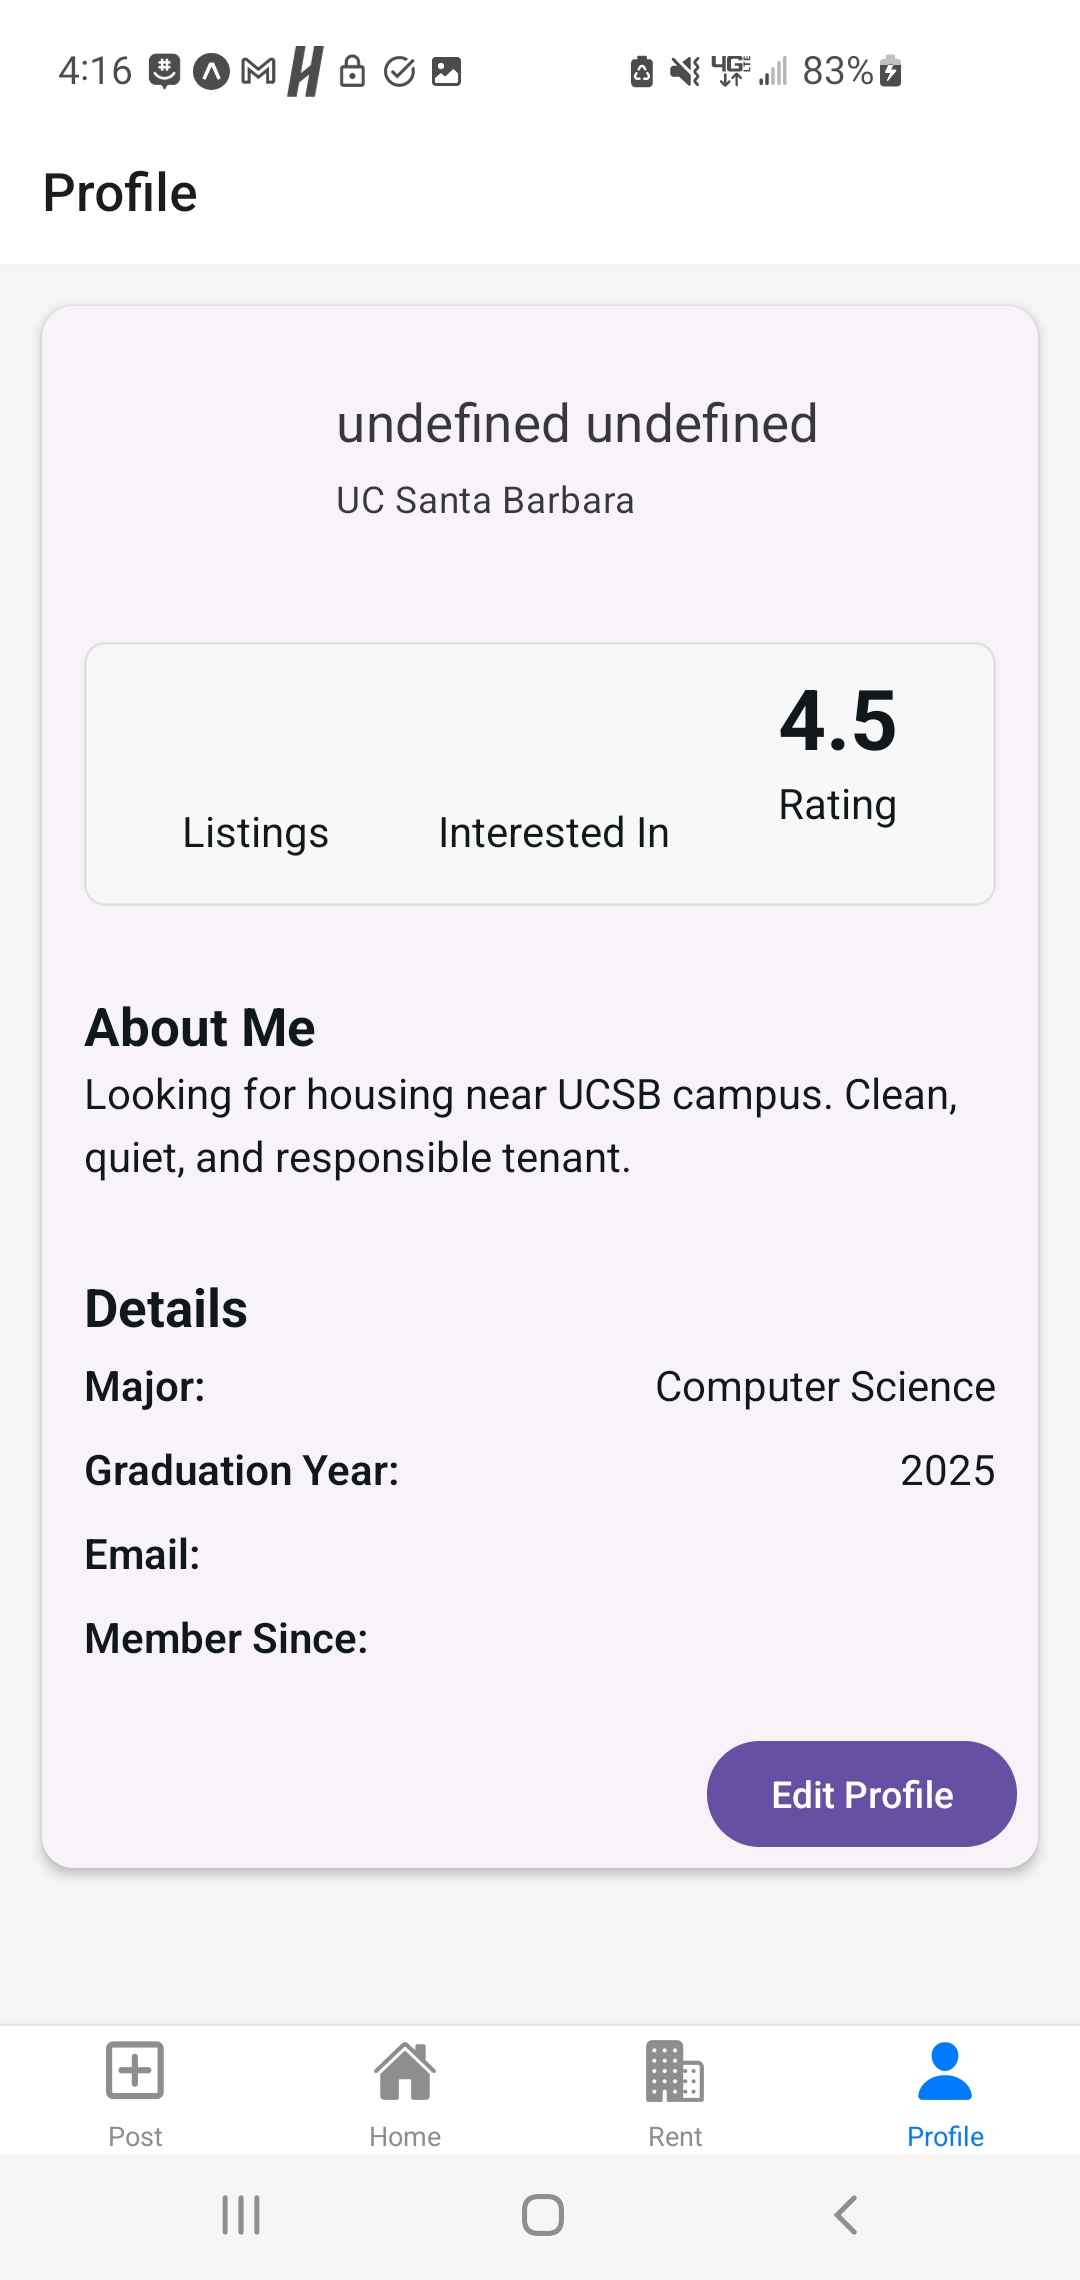 4:16
4G LTE 83%
Profile
undefined undefined
UC Santa Barbara
4.5
Listings
Interested In
Rating
About Me
Looking for housing near UCSB campus. Clean,
quiet, and responsible tenant.
Details
Major: Computer Science
Graduation Year: 2025
Email:
Member Since:
Edit Profile
Post Home Rent Profile